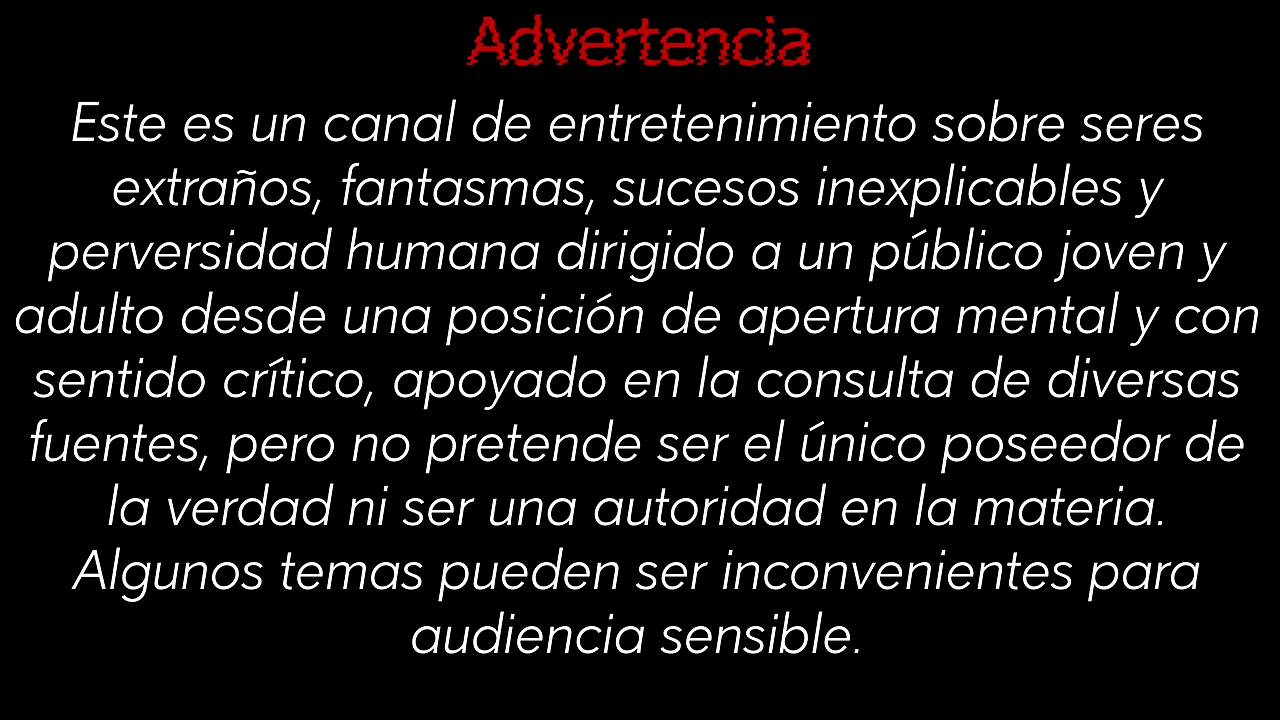 Advertencia
Este es un canal de entretenimiento sobre seres
extraños, fantasmas, sucesos inexplicables y
perversidad humana dirigido a un público joven y
adulto desde una posición de apertura mental y con
sentido crítico, apoyado en la consulta de diversas
fuentes, pero no pretende ser el único poseedor de
la verdad ni ser una autoridad en la materia.
Algunos temas pueden ser inconvenientes para
audiencia sensible.